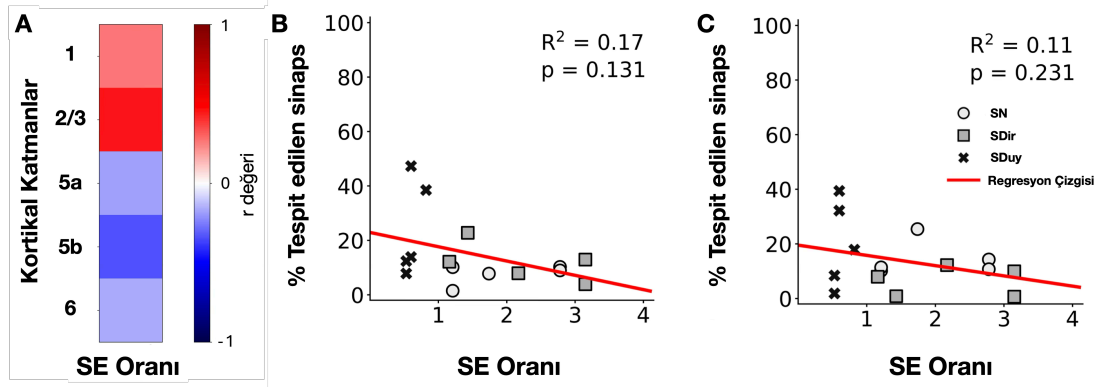 A
Kortikal Katmanlar
1
2/3
5a
5b
6
SE Oranı
1
0
-1
r değeri
B
% Tespit edilen sinaps
100
80
60
40
20
0
R² = 0.17
p = 0.131
1 2 3 4
SE Oranı
C
% Tespit edilen sinaps
100
80
60
40
20
0
R² = 0.11
p = 0.231
SN
SDir
SDuy
Regresyon Çizgisi
1 2 3 4
SE Oranı